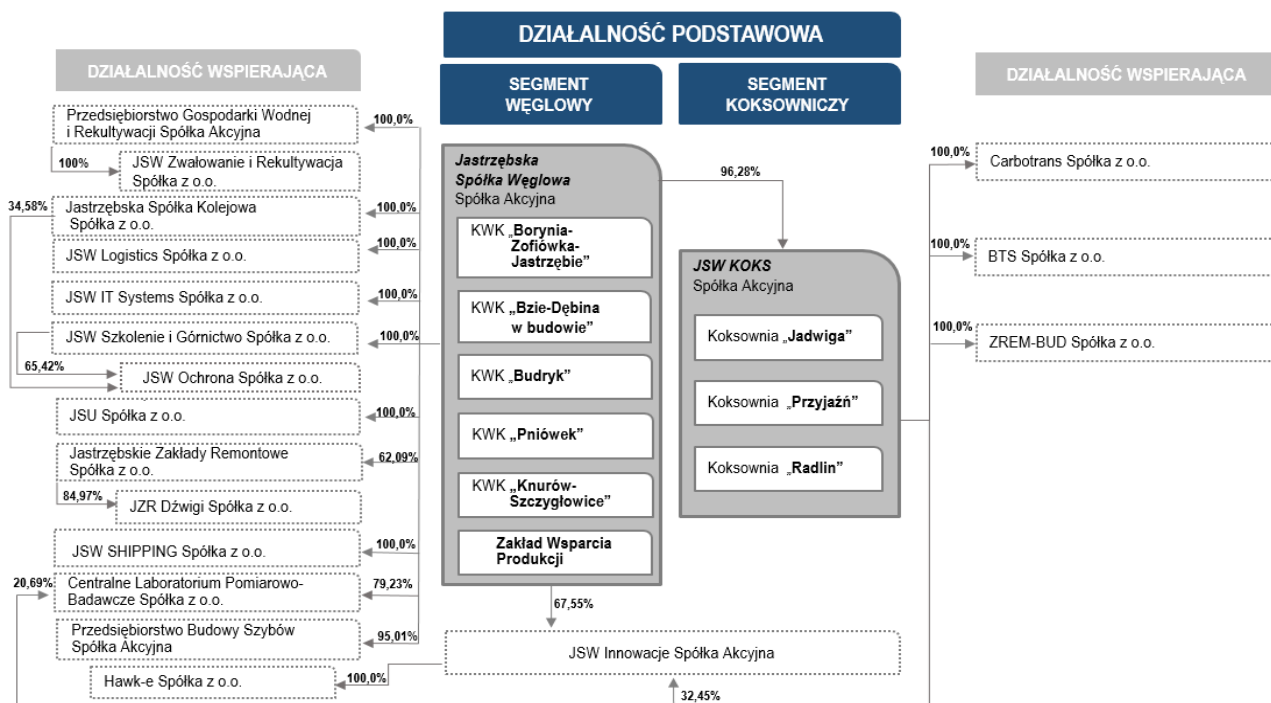 DZIAŁALNOŚĆ PODSTAWOWA
DZIAŁALNOŚĆ WSPIERAJĄCA
SEGMENT
WĘGLOWY
SEGMENT
KOKSOWNICZY
DZIAŁALNOŚĆ WSPIERAJĄCA
Przedsiębiorstwo Gospodarki Wodnej
i Rekultywacji Spółka Akcyjna
100,0%
100%
JSW Zwałowanie i Rekultywacja
Spółka z o.o.
34,58%
Jastrzębska Spółka Kolejowa
Spółka z o.o.
100,0%
JSW Logistics Spółka z o.o.
100,0%
JSW IT Systems Spółka z o.o.
100,0%
JSW Szkolenie i Górnictwo Spółka z o.o.
100,0%
65,42%
JSW Ochrona Spółka z o.o.
JSU Spółka z o.o.
100,0%
Jastrzębskie Zakłady Remontowe
Spółka z o.o.
62,09%
84,97%
JZR Dźwigi Spółka z o.o.
JSW SHIPPING Spółka z o.o.
100,0%
20,69%
Centralne Laboratorium Pomiarowo-
Badawcze Spółka z o.o.
79,23%
Przedsiębiorstwo Budowy Szybów
Spółka Akcyjna
95,01%
Hawk-e Spółka z o.o.
100,0%
Jastrzębska
Spółka Węglowa
Spółka Akcyjna
KWK „Borynia-
Zofiówka-
Jastrzębie”
KWK „Bzie-Dębina
w budowie”
KWK „Budryk”
KWK „Pniówek”
KWK „Knurów-
Szczygłowice”
Zakład Wsparcia
Produkcji
67,55%
JSW Innowacje Spółka Akcyjna
32,45%
96,28%
JSW KOKS
Spółka Akcyjna
Koksownia „Jadwiga”
Koksownia „Przyjaźń”
Koksownia „Radlin”
100,0%
Carbotrans Spółka z o.o.
100,0%
BTS Spółka z o.o.
100,0%
ZREM-BUD Spółka z o.o.